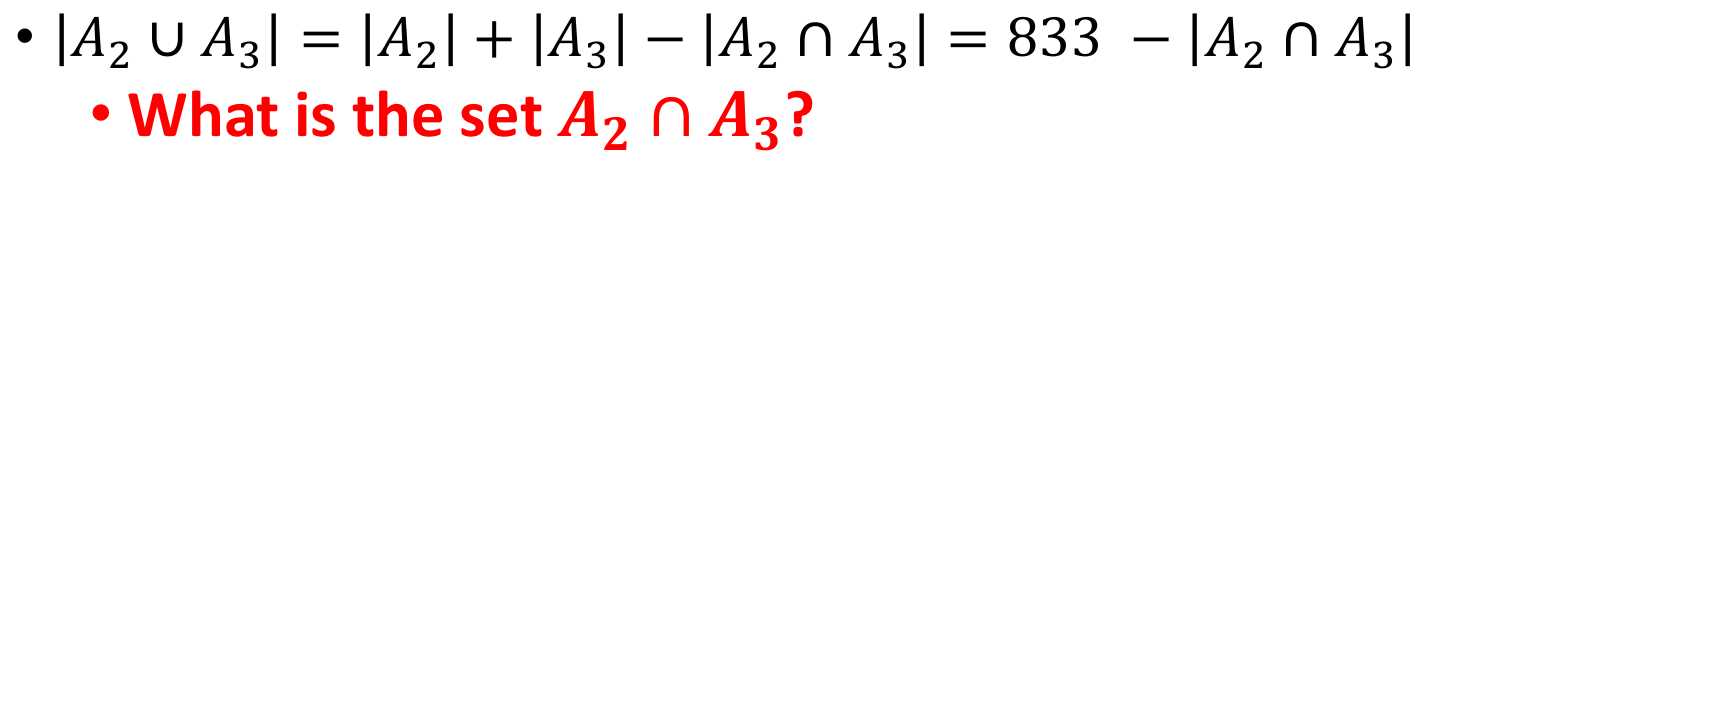 • |𝐴₂ ∪ 𝐴₃| = |𝐴₂| + |𝐴₃| − |𝐴₂ ∩ 𝐴₃| = 833 − |𝐴₂ ∩ 𝐴₃|
• What is the set 𝑨₂ ∩ 𝑨₃?